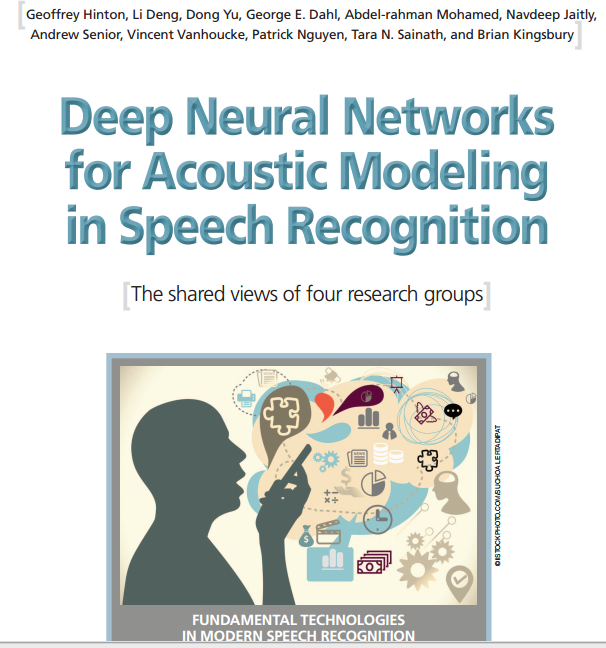 Geoffrey Hinton, Li Deng, Dong Yu, George E. Dahl, Abdel-rahman Mohamed, Navdeep Jaitly,
Andrew Senior, Vincent Vanhoucke, Patrick Nguyen, Tara N. Sainath, and Brian Kingsbury
Deep Neural Networks
for Acoustic Modeling
in Speech Recognition
[The shared views of four research groups]
NEWS
©ISTOCKPHOTO.COM/SUCHOA LERTADIPAT
FUNDAMENTAL TECHNOLOGIES
IN MODERN SPEECH RECOGNITION